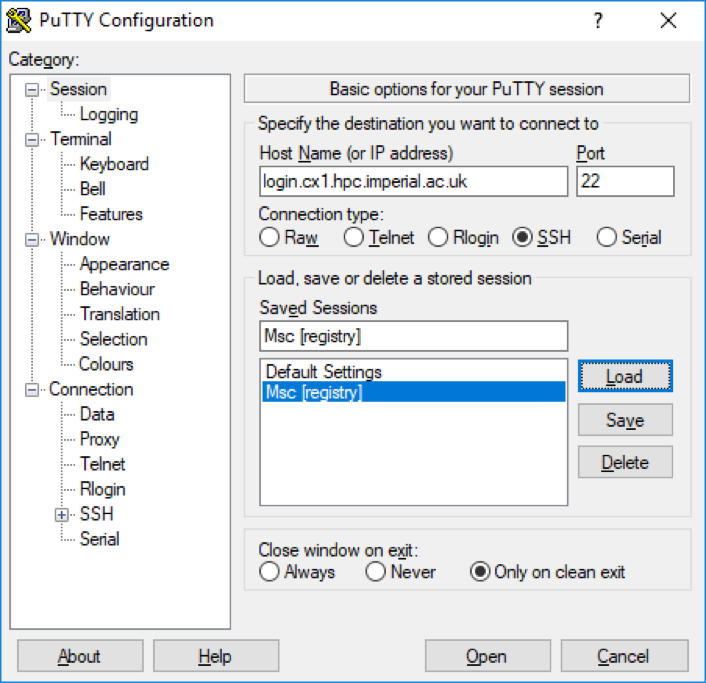 PuTTY Configuration
? ×
Category:
Session
Logging
Terminal
Keyboard
Bell
Features
Window
Appearance
Behaviour
Translation
Selection
Colours
Connection
Data
Proxy
Telnet
Rlogin
SSH
Serial
Basic options for your PuTTY session
Specify the destination you want to connect to
Host Name (or IP address) Port
login.cx1.hpc.imperial.ac.uk 22
Connection type:
Raw Telnet Rlogin SSH Serial
Load, save or delete a stored session
Saved Sessions
Msc [registry]
Default Settings
Msc [registry]
Load
Save
Delete
Close window on exit:
Always Never Only on clean exit
About Help Open Cancel